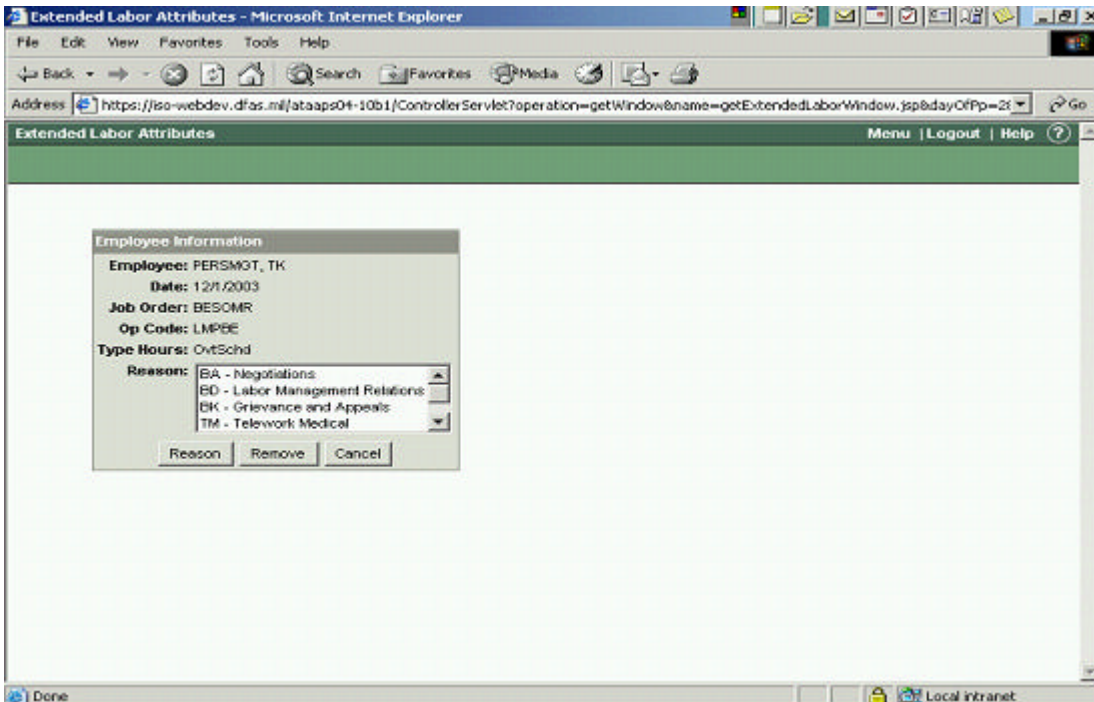 Extended Labor Attributes - Microsoft Internet Explorer
File Edit View Favorites Tools Help
Back Search Favorites Media
Address https://iso-webdev.dfas.mil/ataaps04-10b1/ControllerServlet?operation=getWindow&name=getExtendedLaborWindow.jsp&dayOfPp=28 Go
Extended Labor Attributes Menu | Logout | Help ?
Employee Information
Employee: PERSMGT, TK
Date: 12/1/2003
Job Order: BESOMR
Op Code: LMPBE
Type Hours: OvtSchd
Reason: BA - Negotiations
BD - Labor Management Relations
BK - Grievance and Appeals
TM - Telework Medical
Reason Remove Cancel
Done Local intranet